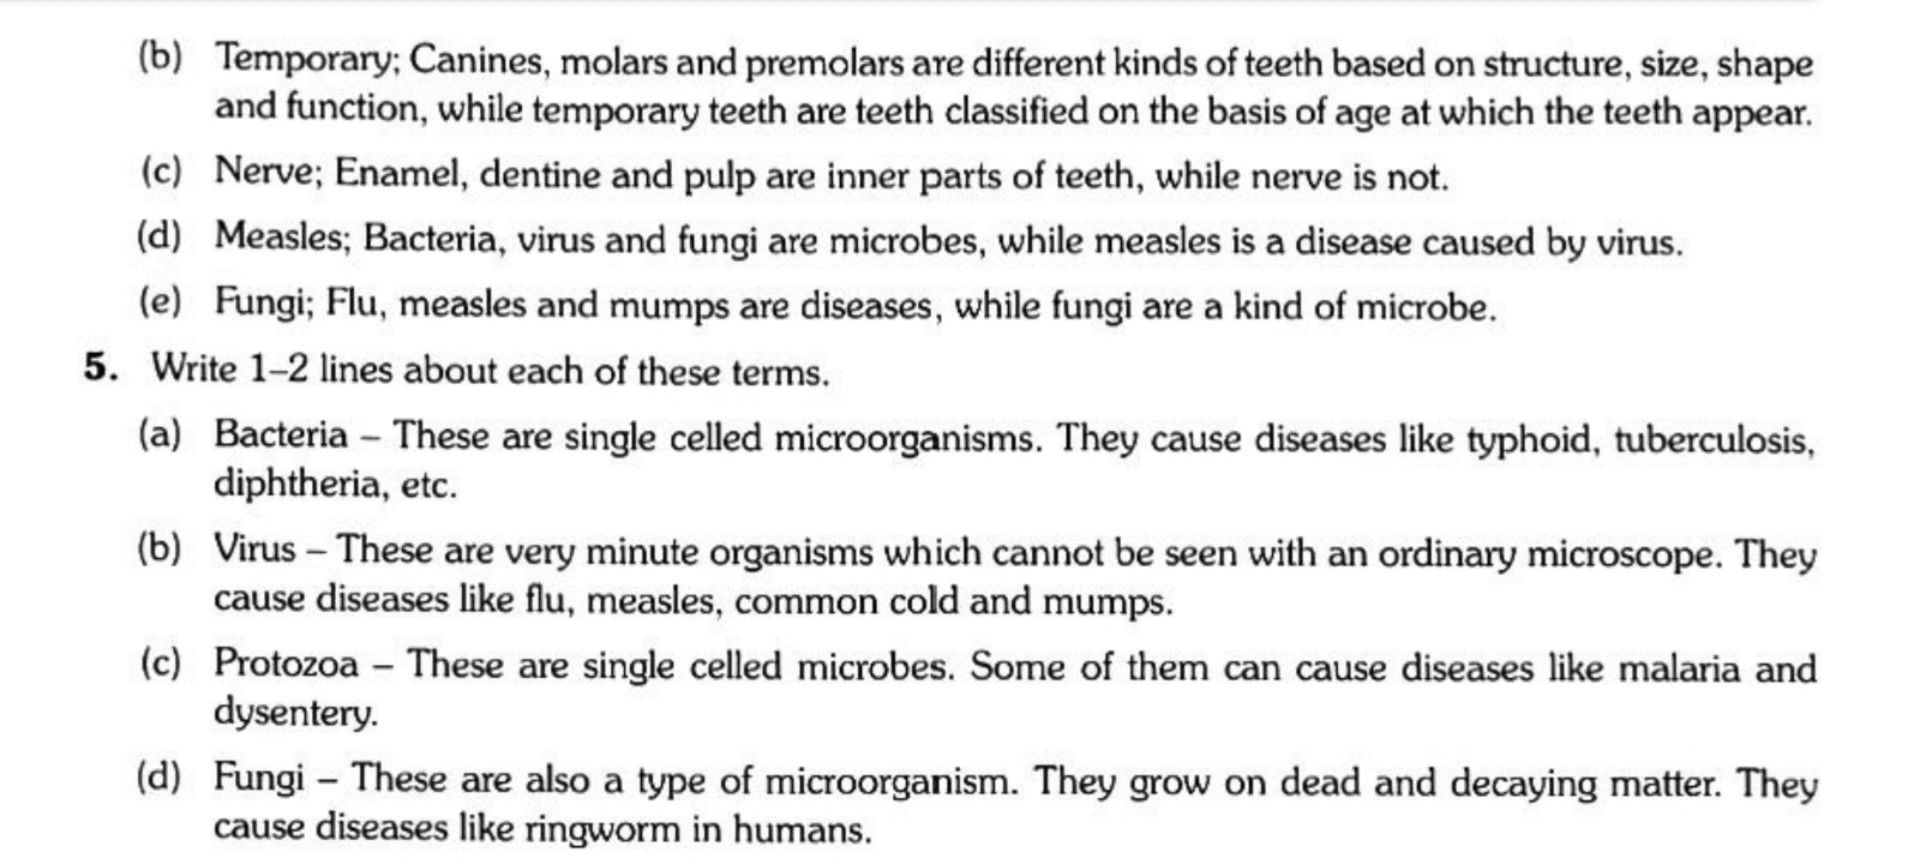 (b) Temporary; Canines, molars and premolars are different kinds of teeth based on structure, size, shape
and function, while temporary teeth are teeth classified on the basis of age at which the teeth appear.
(c) Nerve; Enamel, dentine and pulp are inner parts of teeth, while nerve is not.
(d) Measles; Bacteria, virus and fungi are microbes, while measles is a disease caused by virus.
(e) Fungi; Flu, measles and mumps are diseases, while fungi are a kind of microbe.
5. Write 1–2 lines about each of these terms.
(a) Bacteria – These are single celled microorganisms. They cause diseases like typhoid, tuberculosis,
diphtheria, etc.
(b) Virus – These are very minute organisms which cannot be seen with an ordinary microscope. They
cause diseases like flu, measles, common cold and mumps.
(c) Protozoa – These are single celled microbes. Some of them can cause diseases like malaria and
dysentery.
(d) Fungi – These are also a type of microorganism. They grow on dead and decaying matter. They
cause diseases like ringworm in humans.